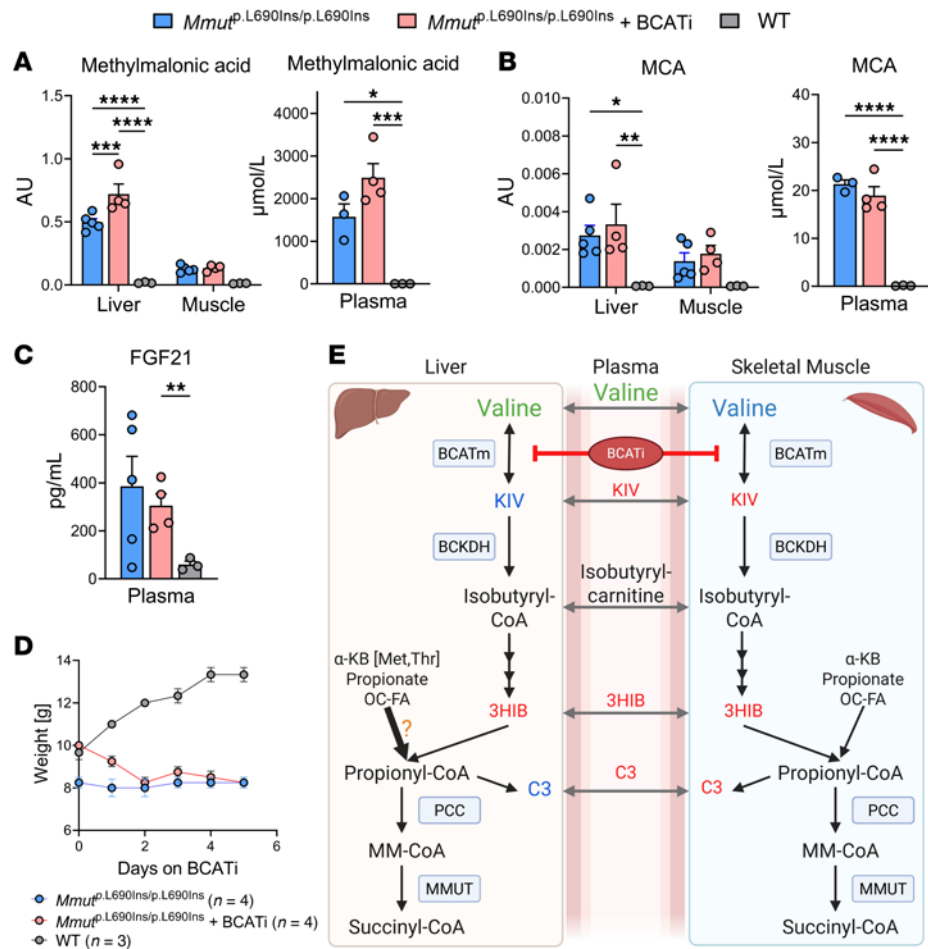 Mmut^p.L690Ins/p.L690Ins
Mmut^p.L690Ins/p.L690Ins + BCATi
WT
A
Methylmalonic acid
AU
1.0
0.5
0.0
****
****
***
Liver
Muscle
Methylmalonic acid
µmol/L
4000
3000
2000
1000
0
*
***
Plasma
B
MCA
AU
0.010
0.008
0.006
0.004
0.002
0.000
*
**
Liver
Muscle
MCA
µmol/L
40
30
20
10
0
****
****
Plasma
C
FGF21
pg/mL
800
600
400
200
0
**
Plasma
D
Weight [g]
14
12
10
8
6
0 2 4 6
Days on BCATi
Mmut^p.L690Ins/p.L690Ins (n = 4)
Mmut^p.L690Ins/p.L690Ins + BCATi (n = 4)
WT (n = 3)
E
Liver
Plasma
Skeletal Muscle
Valine
Valine
Valine
BCATm
BCATi
BCATm
KIV
KIV
KIV
BCKDH
BCKDH
Isobutyryl-
CoA
Isobutyryl-
carnitine
Isobutyryl-
CoA
α-KB [Met,Thr]
Propionate
OC-FA
α-KB
Propionate
OC-FA
?
3HIB
3HIB
3HIB
Propionyl-CoA
C3
C3
C3
Propionyl-CoA
PCC
PCC
MM-CoA
MM-CoA
MMUT
MMUT
Succinyl-CoA
Succinyl-CoA